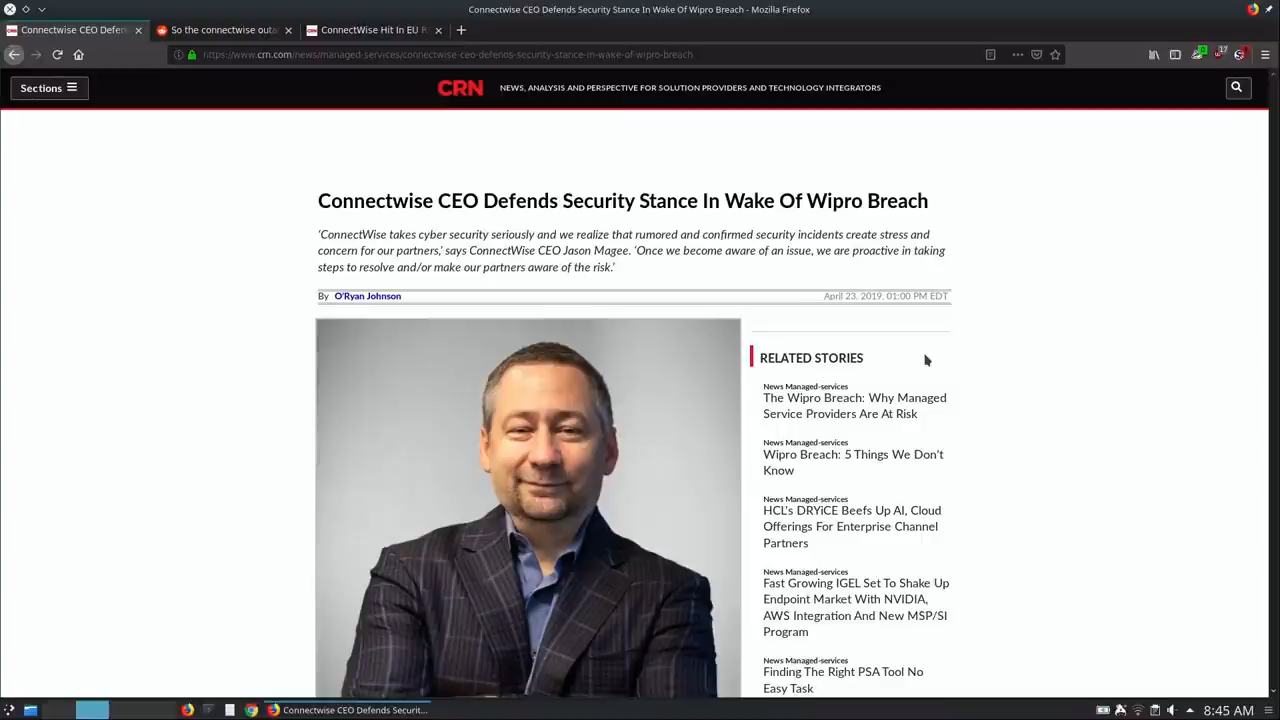 Connectwise CEO Defends Security Stance In Wake Of Wipro Breach - Mozilla Firefox
Connectwise CEO Defen
So the connectwise outa
ConnectWise Hit In EU R
https://www.crn.com/news/managed-services/connectwise-ceo-defends-security-stance-in-wake-of-wipro-breach
Sections
CRN
NEWS, ANALYSIS AND PERSPECTIVE FOR SOLUTION PROVIDERS AND TECHNOLOGY INTEGRATORS
Connectwise CEO Defends Security Stance In Wake Of Wipro Breach
‘ConnectWise takes cyber security seriously and we realize that rumored and confirmed security incidents create stress and
concern for our partners,’ says ConnectWise CEO Jason Magee. ‘Once we become aware of an issue, we are proactive in taking
steps to resolve and/or make our partners aware of the risk.’
By O'Ryan Johnson
April 23, 2019, 01:00 PM EDT
RELATED STORIES
News Managed-services
The Wipro Breach: Why Managed
Service Providers Are At Risk
News Managed-services
Wipro Breach: 5 Things We Don’t
Know
News Managed-services
HCL’s DRYiCE Beefs Up AI, Cloud
Offerings For Enterprise Channel
Partners
News Managed-services
Fast Growing IGEL Set To Shake Up
Endpoint Market With NVIDIA,
AWS Integration And New MSP/SI
Program
News Managed-services
Finding The Right PSA Tool No
Easy Task
Connectwise CEO Defends Securit...
8:45 AM